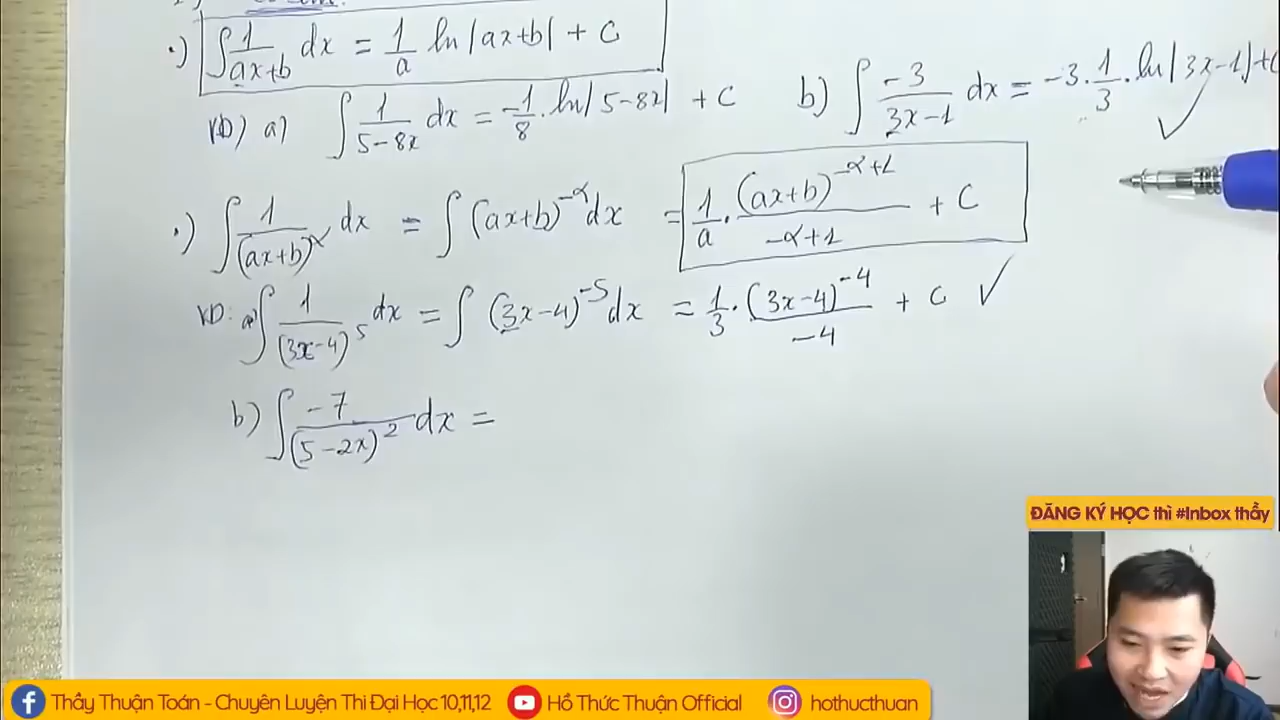 ·) ∫ 1/(ax+b) dx = 1/a ln|ax+b| + C
VD) a) ∫ 1/(5-8x) dx = -1/8 . ln|5-8x| + C b) ∫ -3/(3x-1) dx = -3 . 1/3 . ln|3x-1| + C
·) ∫ 1/(ax+b)^α dx = ∫ (ax+b)^-α dx = 1/a . (ax+b)^(-α+1)/(-α+1) + C
VD: a) ∫ 1/(3x-4)^5 dx = ∫ (3x-4)^-5 dx = 1/3 . (3x-4)^-4/-4 + C ✓
b) ∫ -7/(5-2x)^2 dx =
ĐĂNG KÝ HỌC thì #Inbox thầy
Thầy Thuận Toán - Chuyên Luyện Thi Đại Học 10,11,12 Hồ Thức Thuận Official hothucthuan